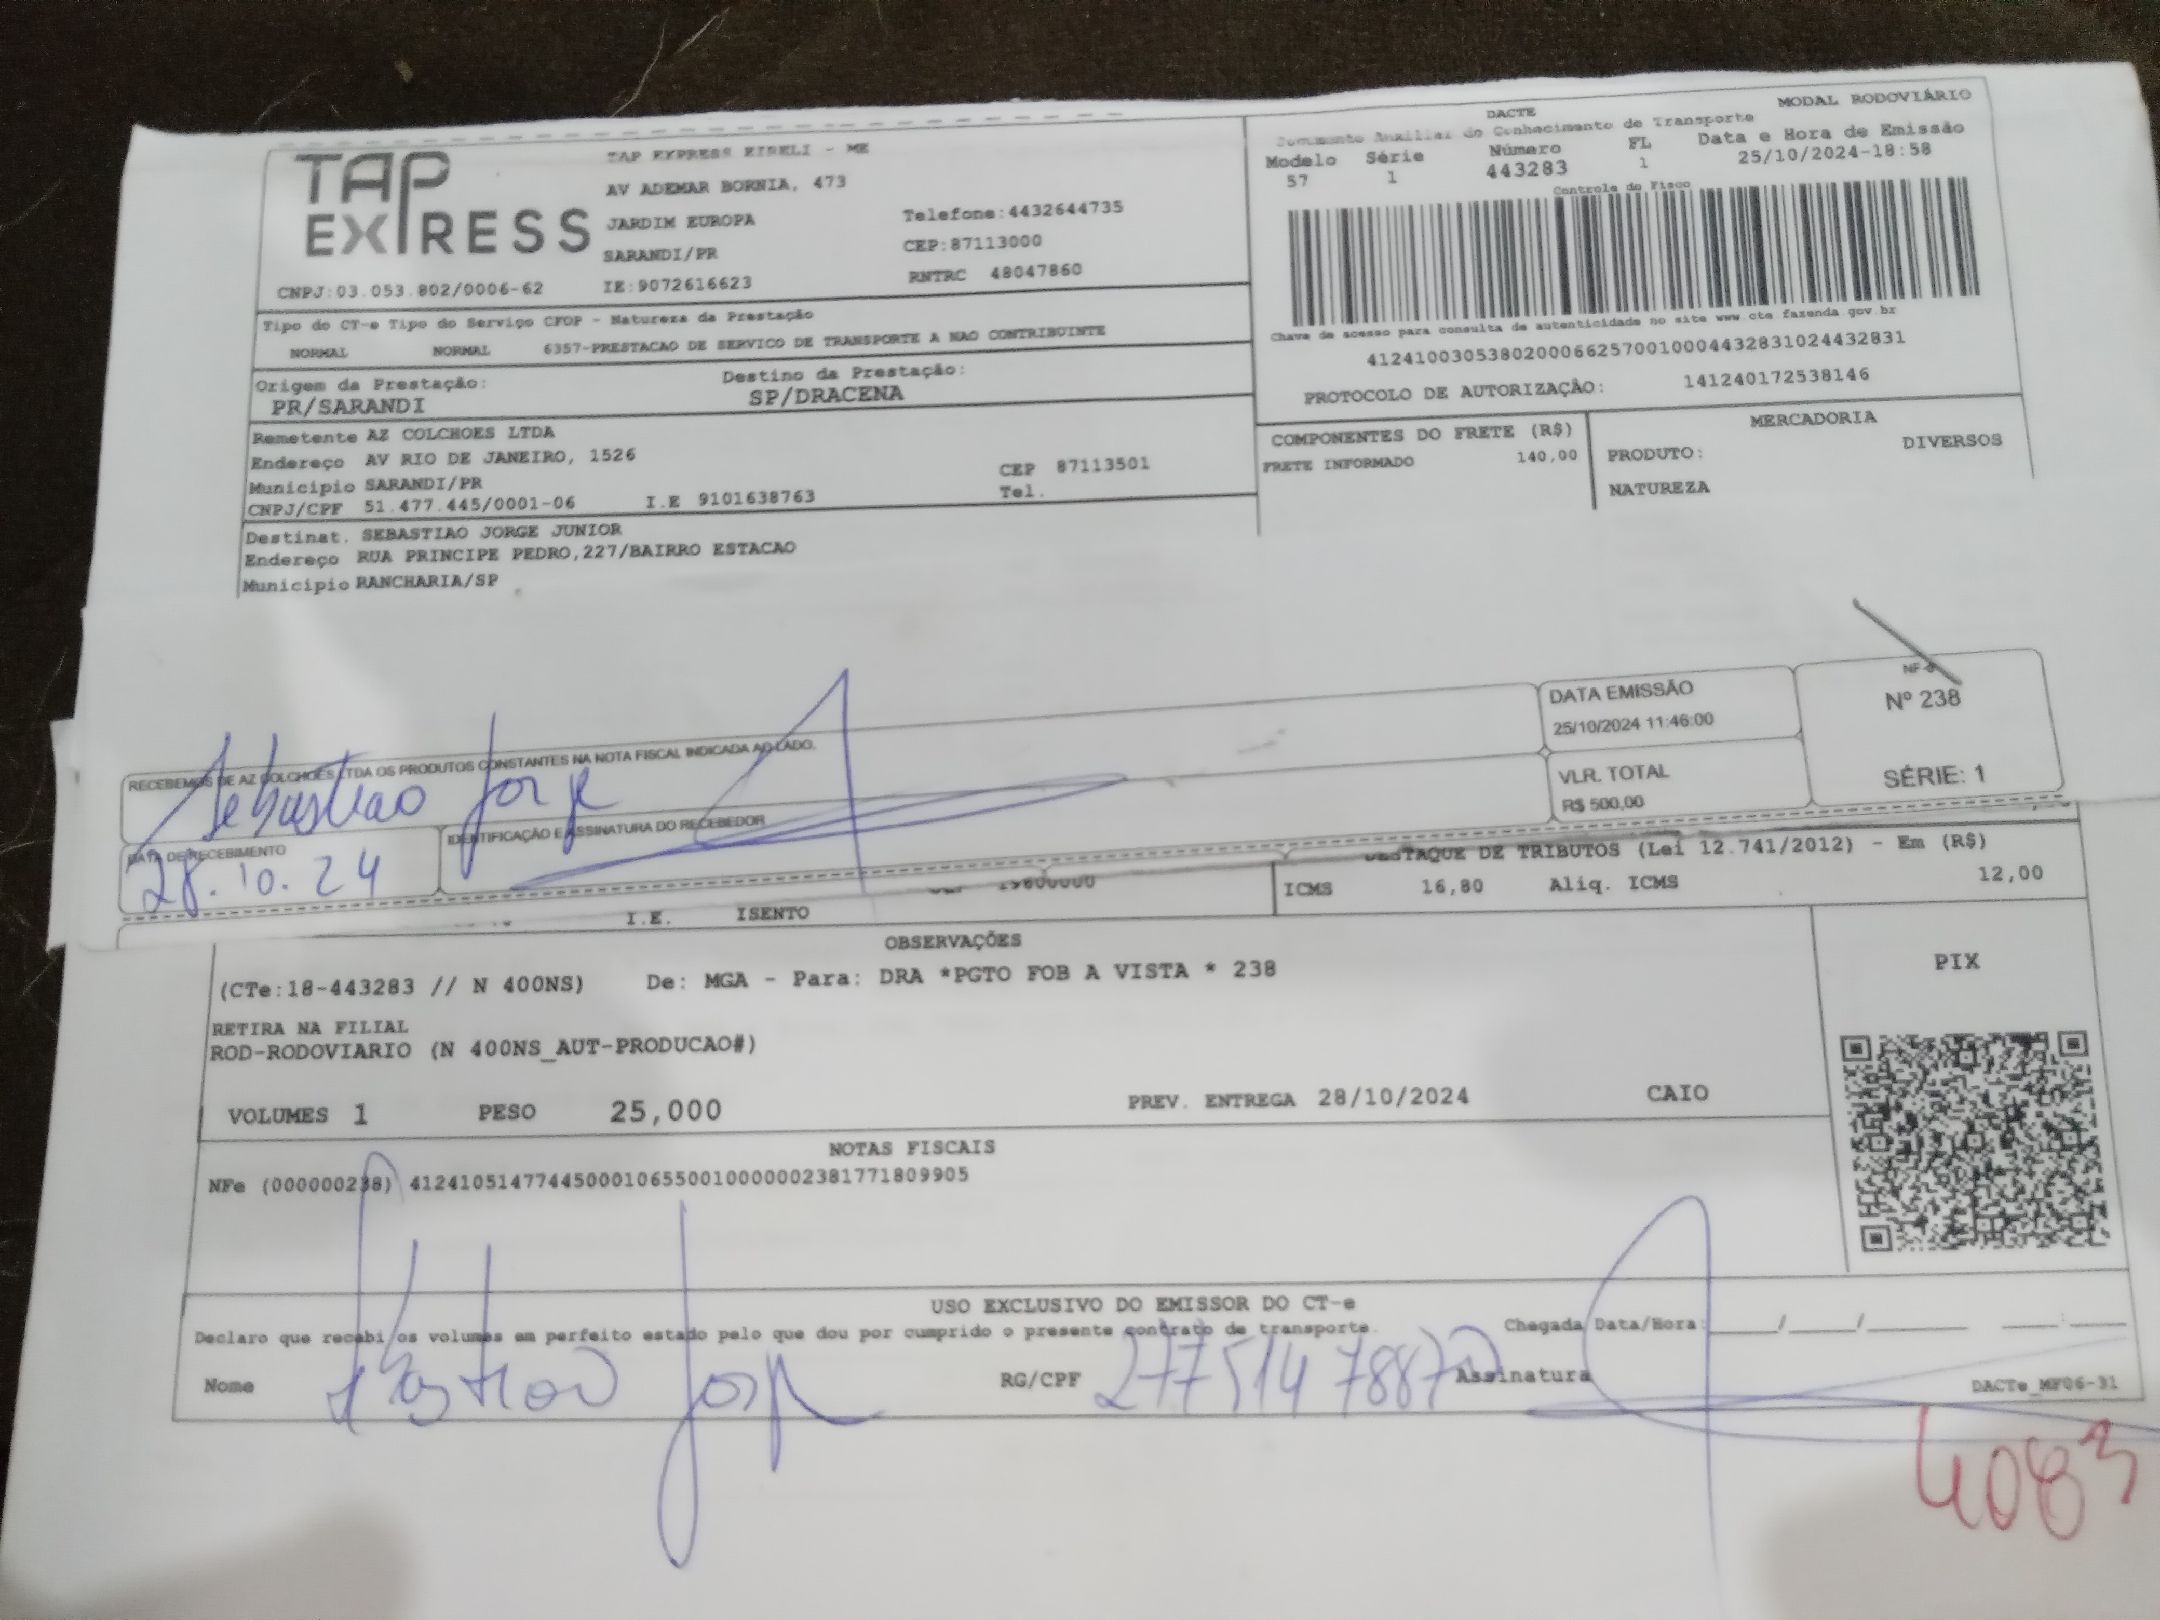 TAP EXPRESS
TAP EXPRESS EIRELI - ME
AV ADEMAR BORNIA, 473
JARDIM EUROPA
Telefone:4432644735
SARANDI/PR
CEP:87113000
CNPJ:03.053.802/0006-62
IE:9072616623
RNTRC 48047860
DACTE
MODAL RODOVIÁRIO
Documento Auxiliar do Conhecimento de Transporte
Modelo Série Número FL Data e Hora de Emissão
57 1 443283 1 25/10/2024-18:58
Controle do Fisco
Chave de acesso para consulta de autenticidade no site www.cte.fazenda.gov.br
41241003053802000662570010004432831024432831
PROTOCOLO DE AUTORIZAÇÃO: 141240172538146
Tipo do CT-e Tipo do Serviço CFOP - Natureza da Prestação
NORMAL NORMAL 6357-PRESTACAO DE SERVICO DE TRANSPORTE A NAO CONTRIBUINTE
Origem da Prestação: Destino da Prestação:
PR/SARANDI SP/DRACENA
Remetente AZ COLCHOES LTDA
Endereço AV RIO DE JANEIRO, 1526
CEP 87113501
Municipio SARANDI/PR
Tel.
CNPJ/CPF 51.477.445/0001-06 I.E 9101638763
COMPONENTES DO FRETE (R$)
FRETE INFORMADO 140,00
MERCADORIA
PRODUTO: DIVERSOS
NATUREZA
Destinat. SEBASTIAO JORGE JUNIOR
Endereço RUA PRINCIPE PEDRO,227/BAIRRO ESTACAO
Municipio RANCHARIA/SP
RECEBEMOS DE AZ COLCHOES LTDA OS PRODUTOS CONSTANTES NA NOTA FISCAL INDICADA AO LADO.
Sebastiao Jorge
DATA EMISSÃO
25/10/2024 11:46:00
VLR. TOTAL
R$ 500,00
NF-e
Nº 238
SÉRIE: 1
DATA DE RECEBIMENTO
28.10.24
IDENTIFICAÇÃO E ASSINATURA DO RECEBEDOR
DESTAQUE DE TRIBUTOS (Lei 12.741/2012) - Em (R$)
ICMS 16,80 Aliq. ICMS 12,00
I.E. ISENTO
OBSERVAÇÕES
(CTe:18-443283 // N 400NS) De: MGA - Para: DRA *PGTO FOB A VISTA * 238
RETIRA NA FILIAL
ROD-RODOVIARIO (N 400NS_AUT-PRODUCAO#)
VOLUMES 1 PESO 25,000 PREV. ENTREGA 28/10/2024 CAIO
PIX
NOTAS FISCAIS
NFe (000000238) 41241051477445000106550010000002381771809905
USO EXCLUSIVO DO EMISSOR DO CT-e
Declaro que recebi os volumes em perfeito estado pelo que dou por cumprido o presente contrato de transporte.
Chegada Data/Hora: / / :
Nome Sebastiao Jorge RG/CPF Assinatura
DACTe_MF06-31
4083